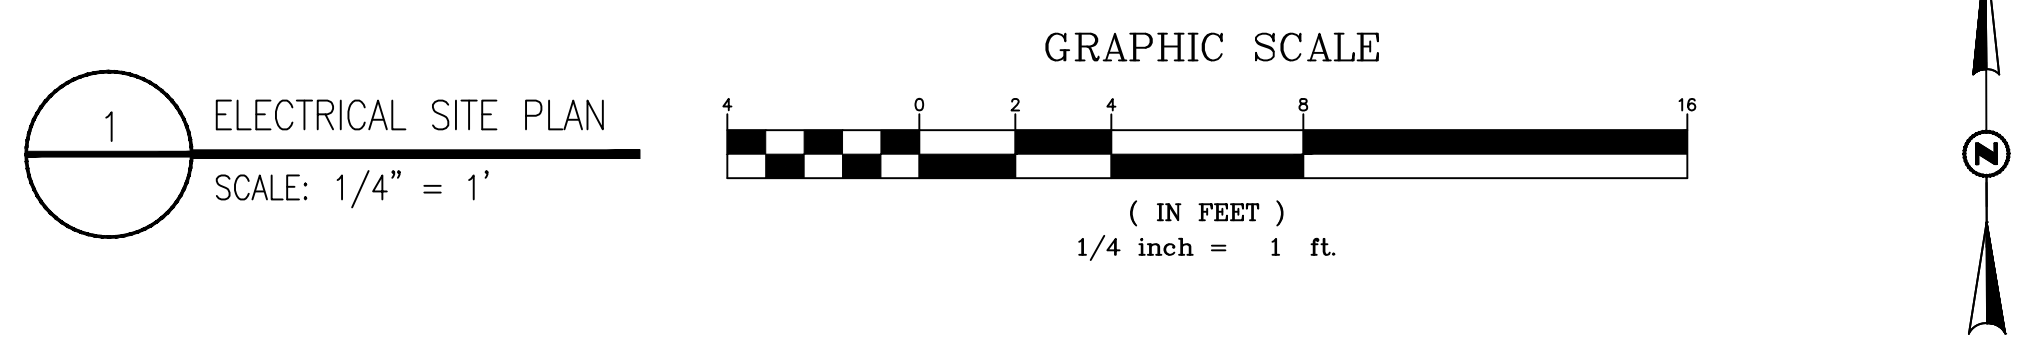 1
ELECTRICAL SITE PLAN
SCALE: 1/4" = 1'
GRAPHIC SCALE
4 0 2 4 8 16
( IN FEET )
1/4 inch = 1 ft.
N